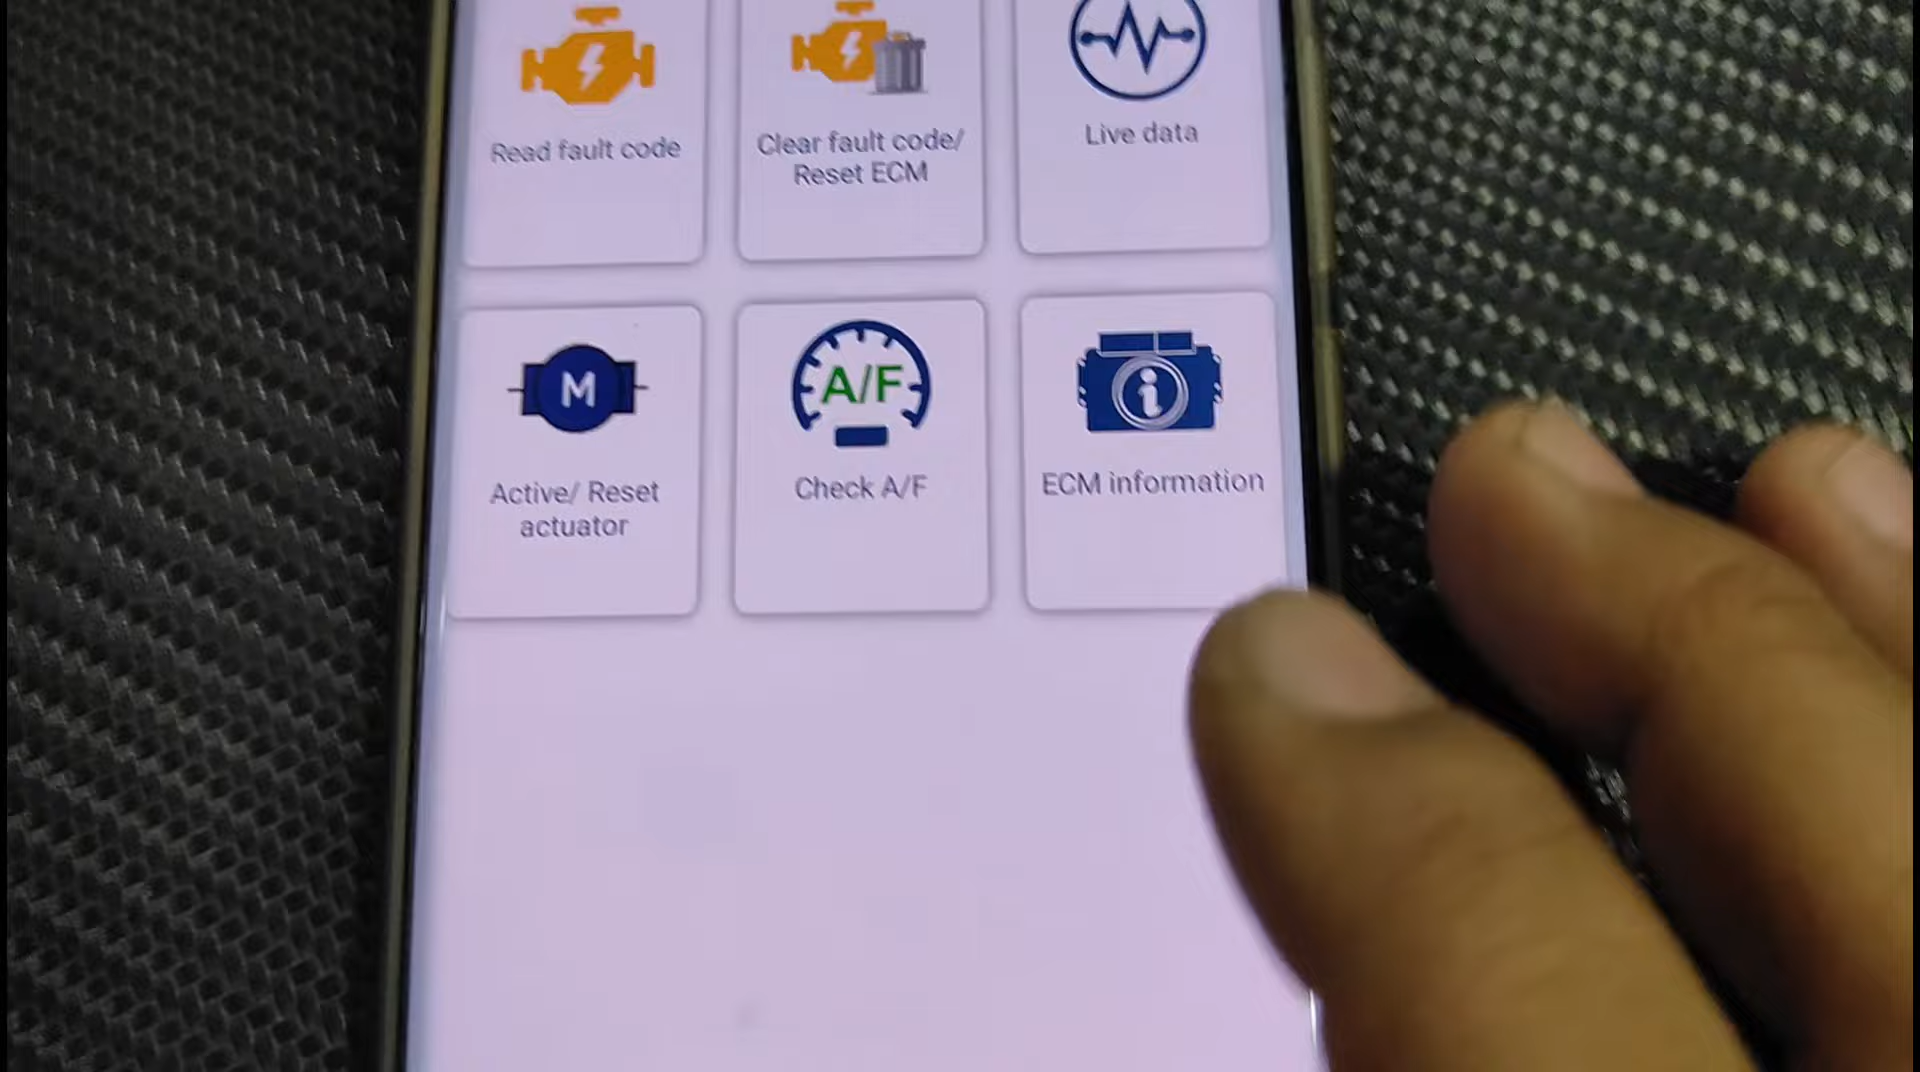 Read fault code
Clear fault code/
Reset ECM
Live data
M
Active/ Reset
actuator
A/F
Check A/F
i
ECM information